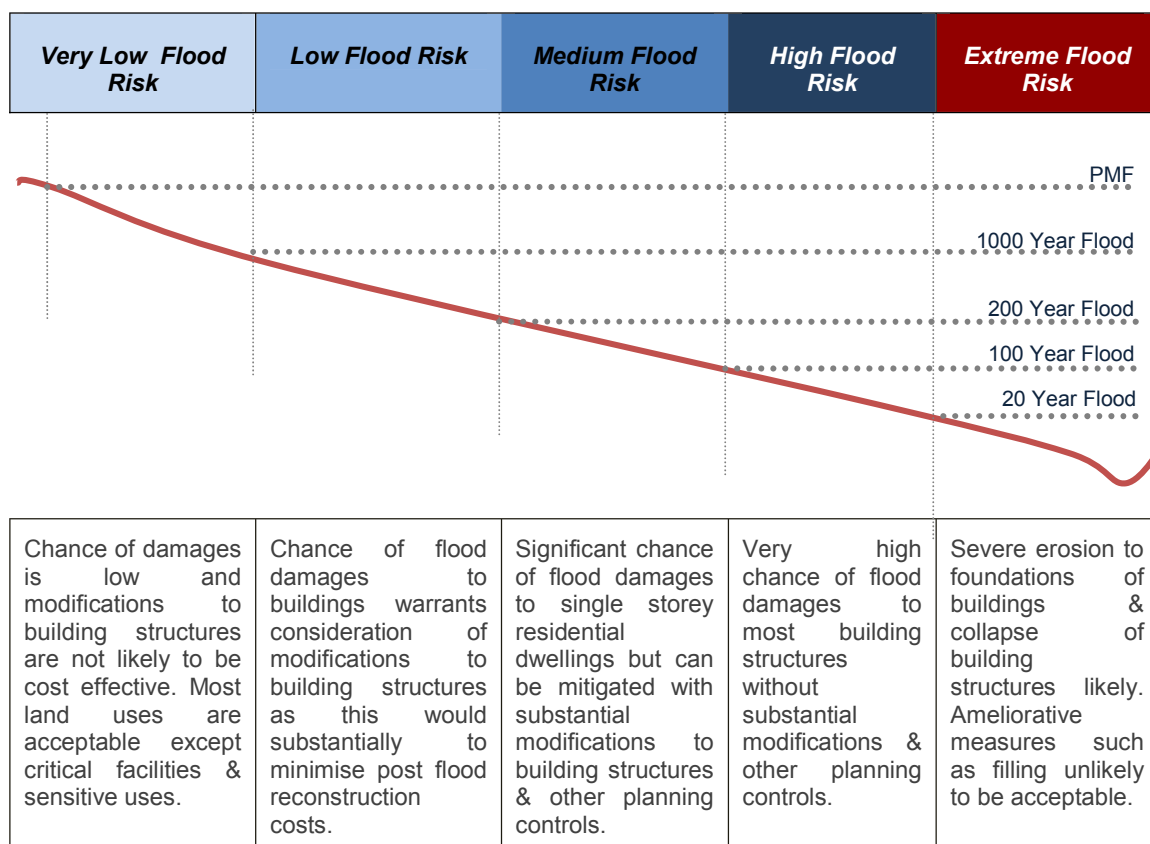 Very Low Flood
Risk
Low Flood Risk
Medium Flood
Risk
High Flood
Risk
Extreme Flood
Risk
PMF
1000 Year Flood
200 Year Flood
100 Year Flood
20 Year Flood
Chance of damages
is low and
modifications to
building structures
are not likely to be
cost effective. Most
land uses are
acceptable except
critical facilities &
sensitive uses.
Chance of flood
damages to
buildings warrants
consideration of
modifications to
building structures
as this would
substantially to
minimise post flood
reconstruction
costs.
Significant chance
of flood damages
to single storey
residential
dwellings but can
be mitigated with
substantial
modifications to
building structures
& other planning
controls.
Very high
chance of flood
damages to
most building
structures
without
substantial
modifications &
other planning
controls.
Severe erosion to
foundations of
buildings &
collapse of
building
structures likely.
Ameliorative
measures such
as filling unlikely
to be acceptable.